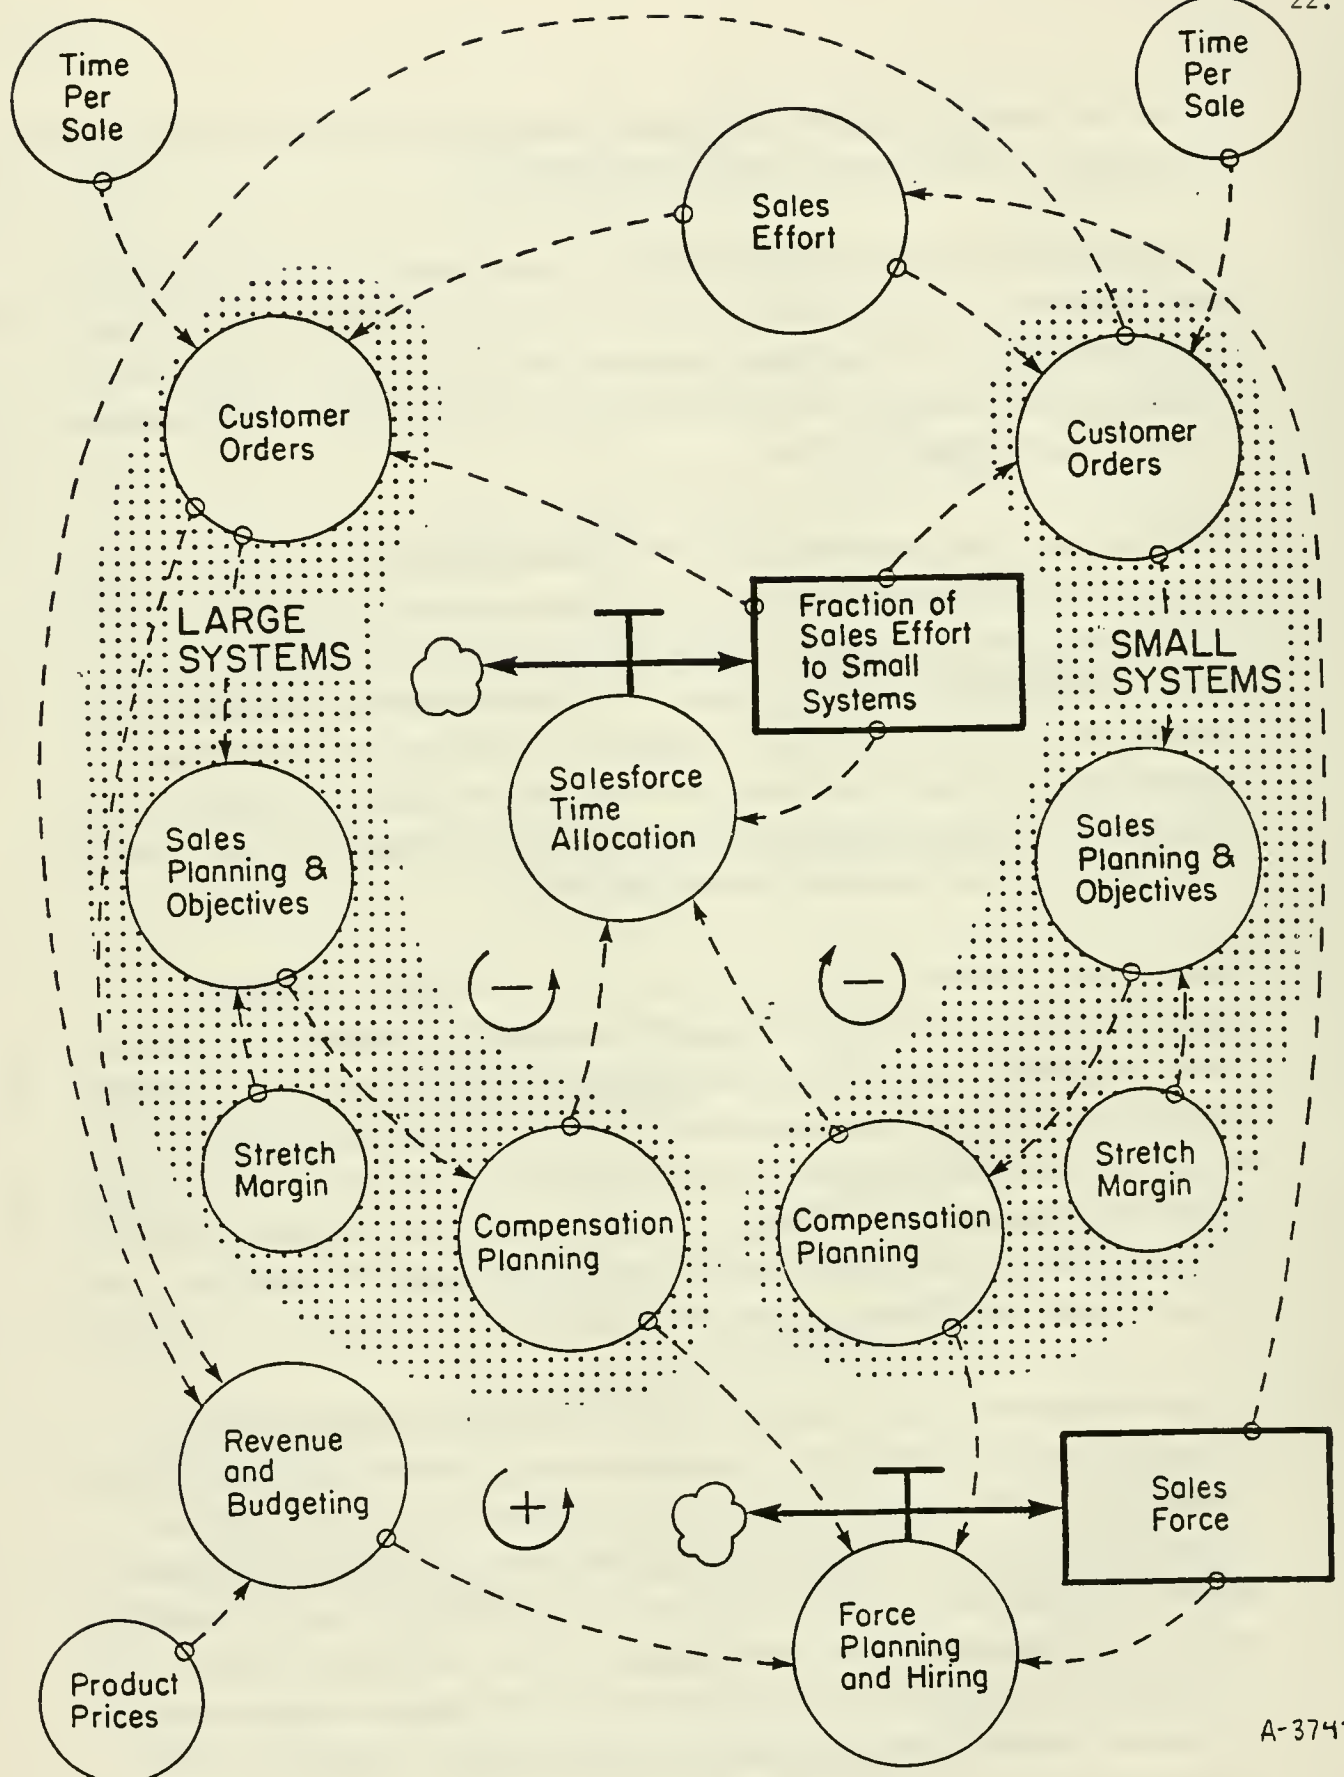 22.
Time
Per
Sale
Time
Per
Sale
Sales
Effort
Customer
Orders
Customer
Orders
LARGE
SYSTEMS
Fraction of
Sales Effort
to Small
Systems
SMALL
SYSTEMS
Salesforce
Time
Allocation
Sales
Planning &
Objectives
Sales
Planning &
Objectives
−
−
Stretch
Margin
Compensation
Planning
Compensation
Planning
Stretch
Margin
Revenue
and
Budgeting
+
Sales
Force
Force
Planning
and Hiring
Product
Prices